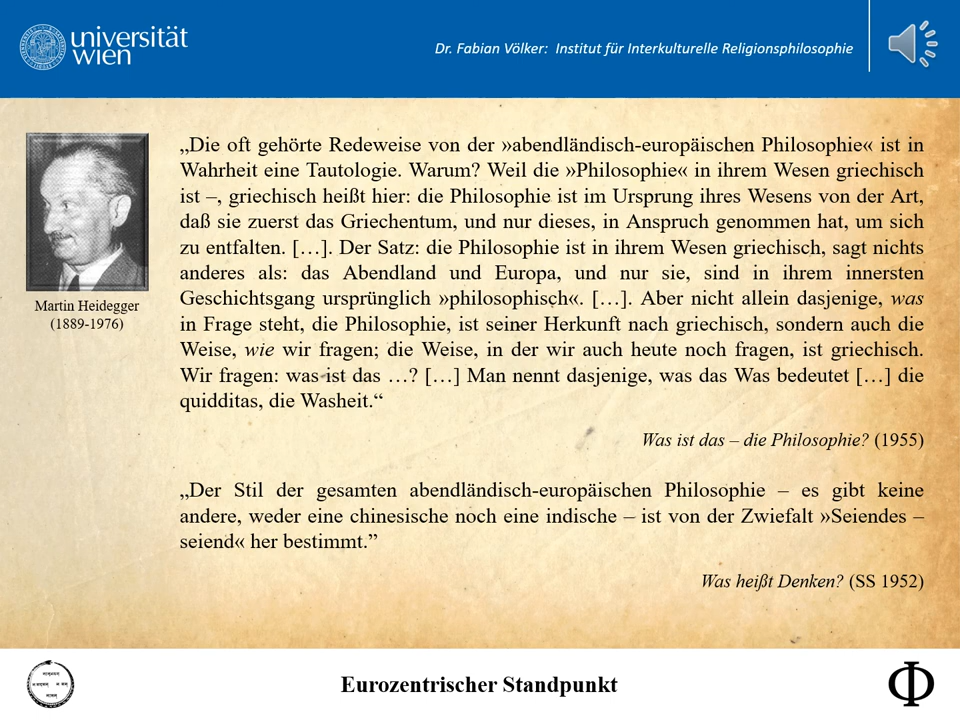 universität
wien
Dr. Fabian Völker: Institut für Interkulturelle Religionsphilosophie
„Die oft gehörte Redeweise von der »abendländisch-europäischen Philosophie« ist in
Wahrheit eine Tautologie. Warum? Weil die »Philosophie« in ihrem Wesen griechisch
ist –, griechisch heißt hier: die Philosophie ist im Ursprung ihres Wesens von der Art,
daß sie zuerst das Griechentum, und nur dieses, in Anspruch genommen hat, um sich
zu entfalten. […]. Der Satz: die Philosophie ist in ihrem Wesen griechisch, sagt nichts
anderes als: das Abendland und Europa, und nur sie, sind in ihrem innersten
Geschichtsgang ursprünglich »philosophisch«. […]. Aber nicht allein dasjenige, was
in Frage steht, die Philosophie, ist seiner Herkunft nach griechisch, sondern auch die
Weise, wie wir fragen; die Weise, in der wir auch heute noch fragen, ist griechisch.
Wir fragen: was ist das …? […] Man nennt dasjenige, was das Was bedeutet […] die
quidditas, die Washeit.“
Martin Heidegger
(1889-1976)
Was ist das – die Philosophie? (1955)
„Der Stil der gesamten abendländisch-europäischen Philosophie – es gibt keine
andere, weder eine chinesische noch eine indische – ist von der Zwiefalt »Seiendes –
seiend« her bestimmt.”
Was heißt Denken? (SS 1952)
Eurozentrischer Standpunkt
Φ